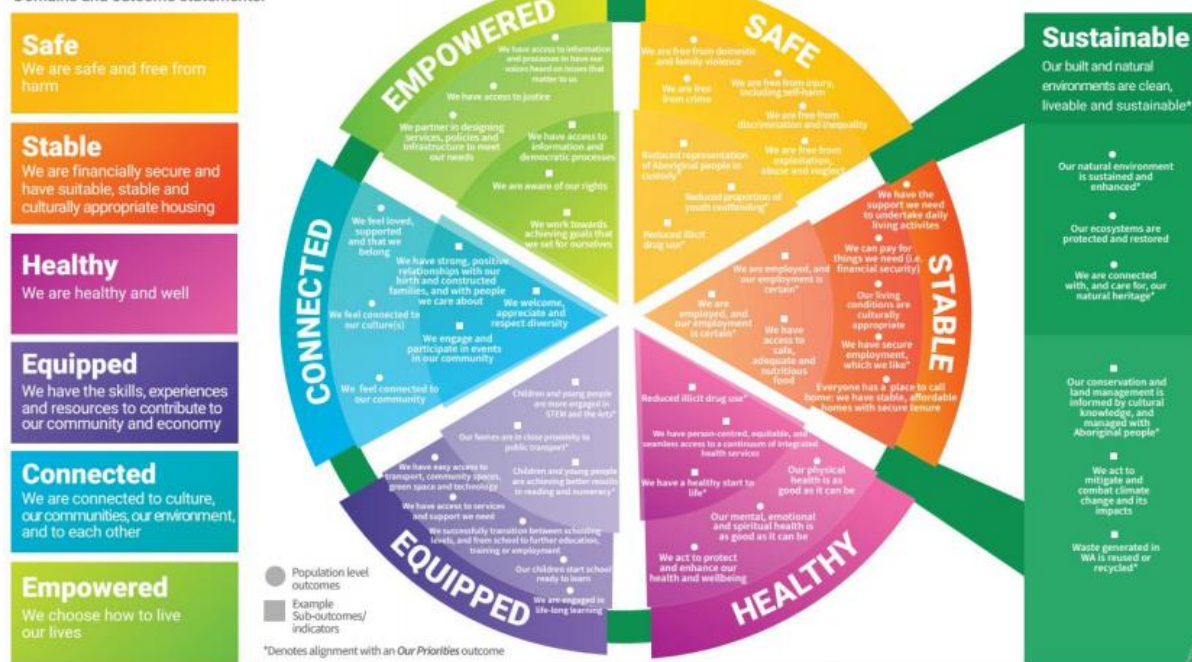 Domains and outcome statements:
Safe
We are safe and free from
harm
Stable
We are financially secure and
have suitable, stable and
culturally appropriate housing
Healthy
We are healthy and well
Equipped
We have the skills, experiences
and resources to contribute to
our community and economy
Connected
We are connected to culture,
our communities, our environment,
and to each other
Empowered
We choose how to live
our lives
EMPOWERED
We have access to information
and processes to have our
voices heard on issues that
matter to us
We have access to justice
We partner in designing
services, policies and
infrastructure to meet
our needs
We have access to
information and
democratic processes
We are aware of our rights
We work towards
achieving goals that
we set for ourselves
SAFE
We are free from domestic
and family violence
We are free
from crime
We are free from injury,
including self-harm
We are free from
discrimination and inequality
We are free from
exploitation,
abuse and neglect
Reduced representation
of Aboriginal people in
custody*
Reduced proportion of
youth reoffending*
Reduced illicit
drug use*
STABLE
We have the
support we need
to undertake daily
living activites
We can pay for
things we need (i.e.
financial security)
Our living
conditions are
culturally
appropriate
We have secure
employment,
which we like*
Everyone has a place to call
home: we have stable, affordable
homes with secure tenure
We are employed, and
our employment is
certain*
We are
employed, and
our employment
is certain*
We have
access to
safe,
adequate and
nutritious
food
HEALTHY
Reduced illicit drug use*
We have person-centred, equitable, and
seamless access to a continuum of integrated
health services
We have a healthy start to
life*
Our physical
health is as
good as it can be
Our mental, emotional
and spiritual health is
as good as it can be
We act to protect
and enhance our
health and wellbeing
EQUIPPED
Children and young people
are more engaged in
STEM and the Arts*
Our homes are in close proximity to
public transport*
Children and young people
are achieving better results
in reading and numeracy*
We have easy access to
transport, community spaces,
green space and technology
We have access to services
and support we need
We successfully transition between schooling
levels, and from school to further education,
training or employment
Our children start school
ready to learn
We are engaged in
life-long learning
CONNECTED
We feel loved,
supported
and that we
belong
We have strong, positive
relationships with our
birth and constructed
families, and with people
we care about
We welcome,
appreciate and
respect diversity
We feel connected to
our culture(s)
We engage and
participate in events
in our community
We feel connected to
our community
Population level
outcomes
Example
Sub-outcomes/
indicators
*Denotes alignment with an Our Priorities outcome
Sustainable
Our built and natural
environments are clean,
liveable and sustainable*
Our natural environment
is sustained and
enhanced*
Our ecosystems are
protected and restored
We are connected
with, and care for, our
natural heritage*
Our conservation and
land management is
informed by cultural
knowledge, and
managed with
Aboriginal people*
We act to
mitigate and
combat climate
change and its
impacts
Waste generated in
WA is reused or
recycled*